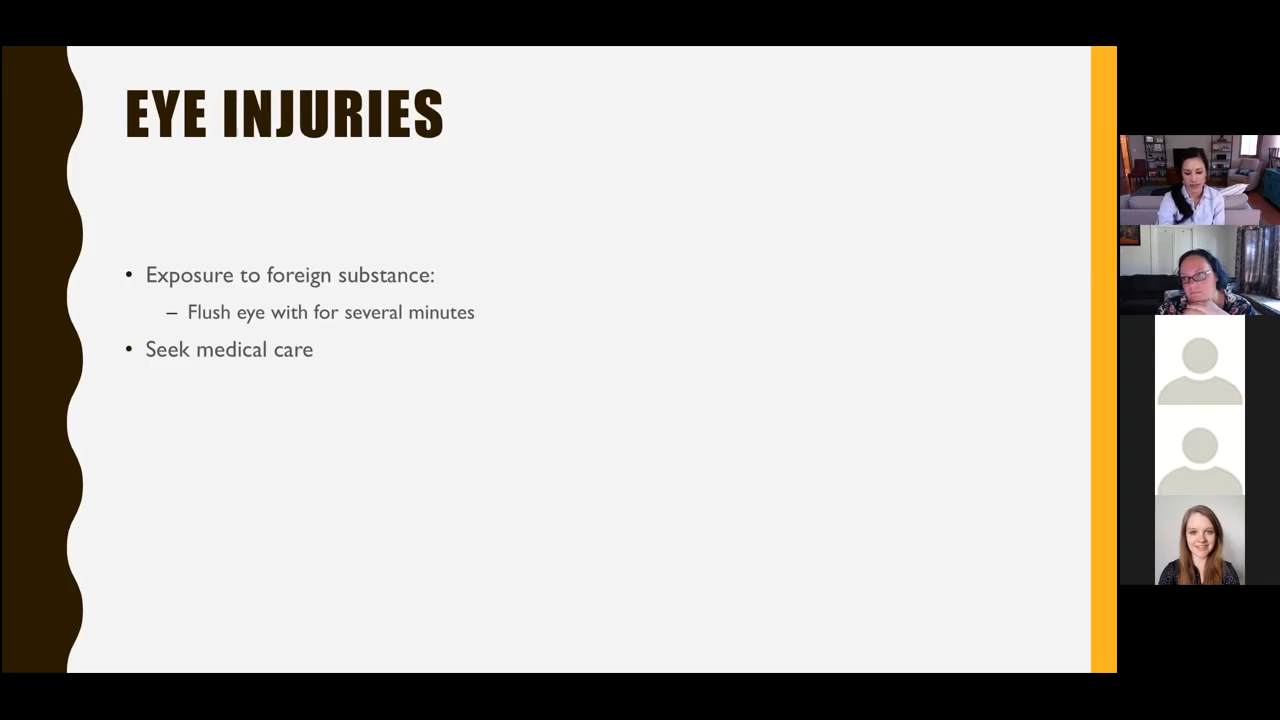 EYE INJURIES
• Exposure to foreign substance:
– Flush eye with for several minutes
• Seek medical care